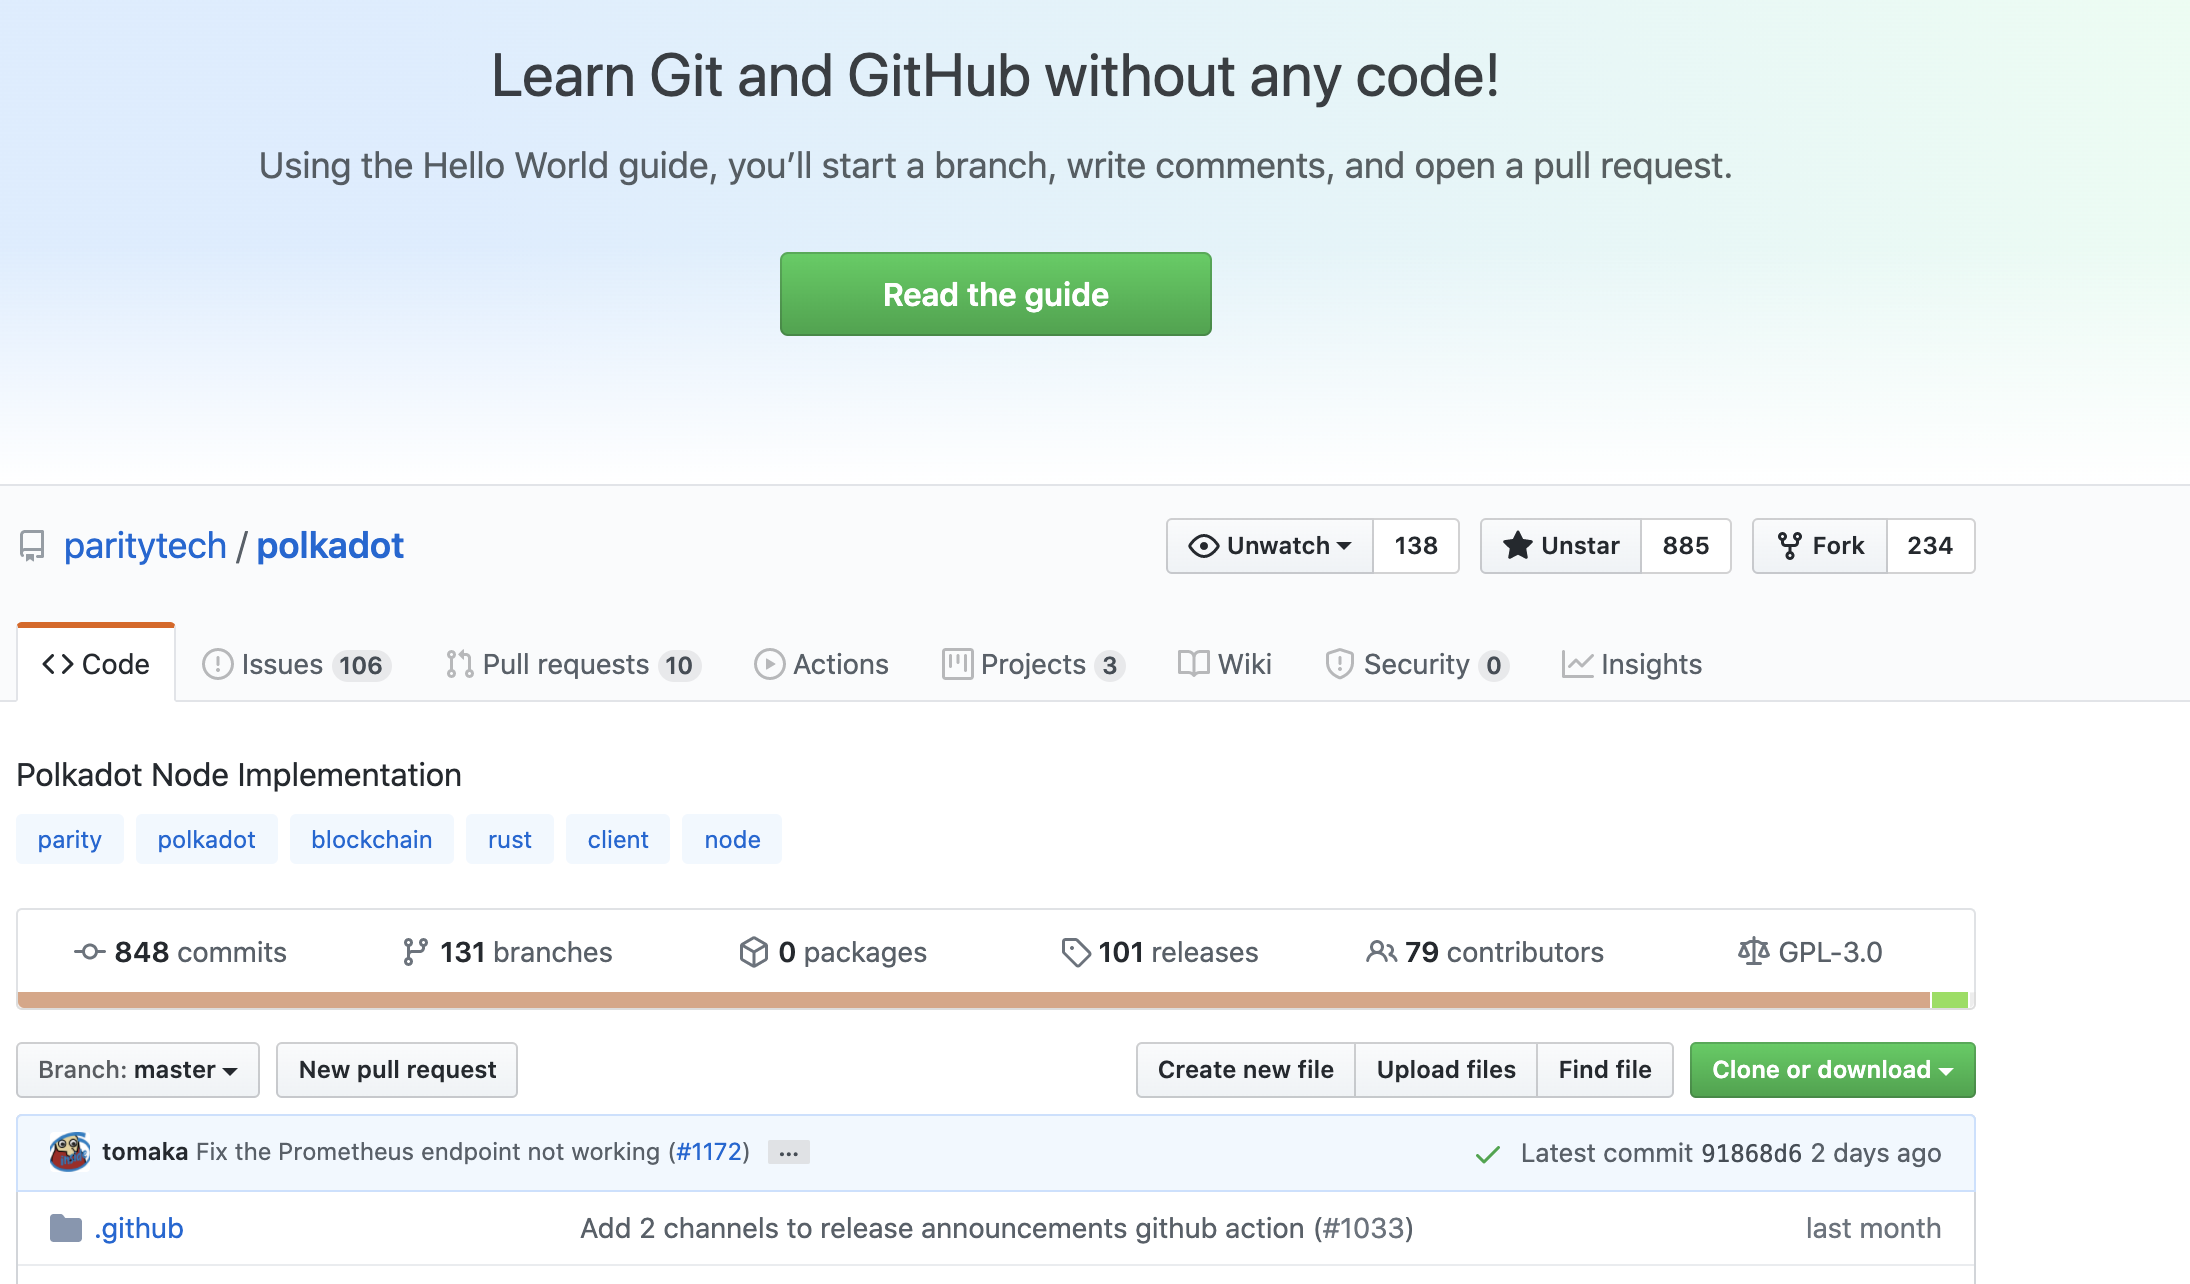 Learn Git and GitHub without any code!
Using the Hello World guide, you’ll start a branch, write comments, and open a pull request.
Read the guide
paritytech / polkadot
Unwatch 138 Unstar 885 Fork 234
Code Issues 106 Pull requests 10 Actions Projects 3 Wiki Security 0 Insights
Polkadot Node Implementation
parity polkadot blockchain rust client node
848 commits 131 branches 0 packages 101 releases 79 contributors GPL-3.0
Branch: master New pull request Create new file Upload files Find file Clone or download
tomaka Fix the Prometheus endpoint not working (#1172) ... Latest commit 91868d6 2 days ago
.github Add 2 channels to release announcements github action (#1033) last month